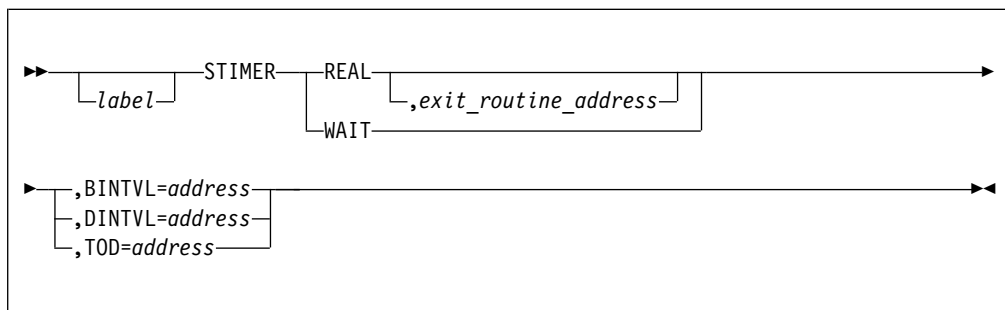 STIMER REAL
label ,exit_routine_address
WAIT
,BINTVL=address
,DINTVL=address
,TOD=address